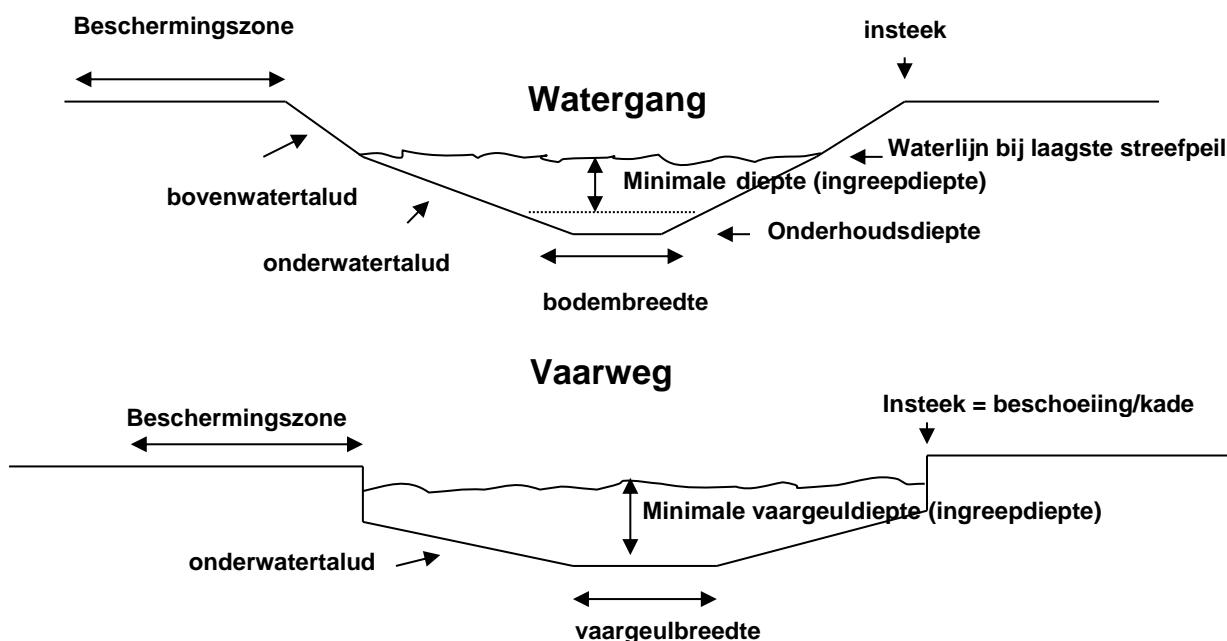 Beschermingszone
insteek
Watergang
Waterlijn bij laagste streefpeil
Minimale diepte (ingreepdiepte)
bovenwatertalud
Onderhoudsdiepte
onderwatertalud
bodembreedte
Vaarweg
Insteek = beschoeiing/kade
Beschermingszone
Minimale vaargeuldiepte (ingreepdiepte)
onderwatertalud
vaargeulbreedte